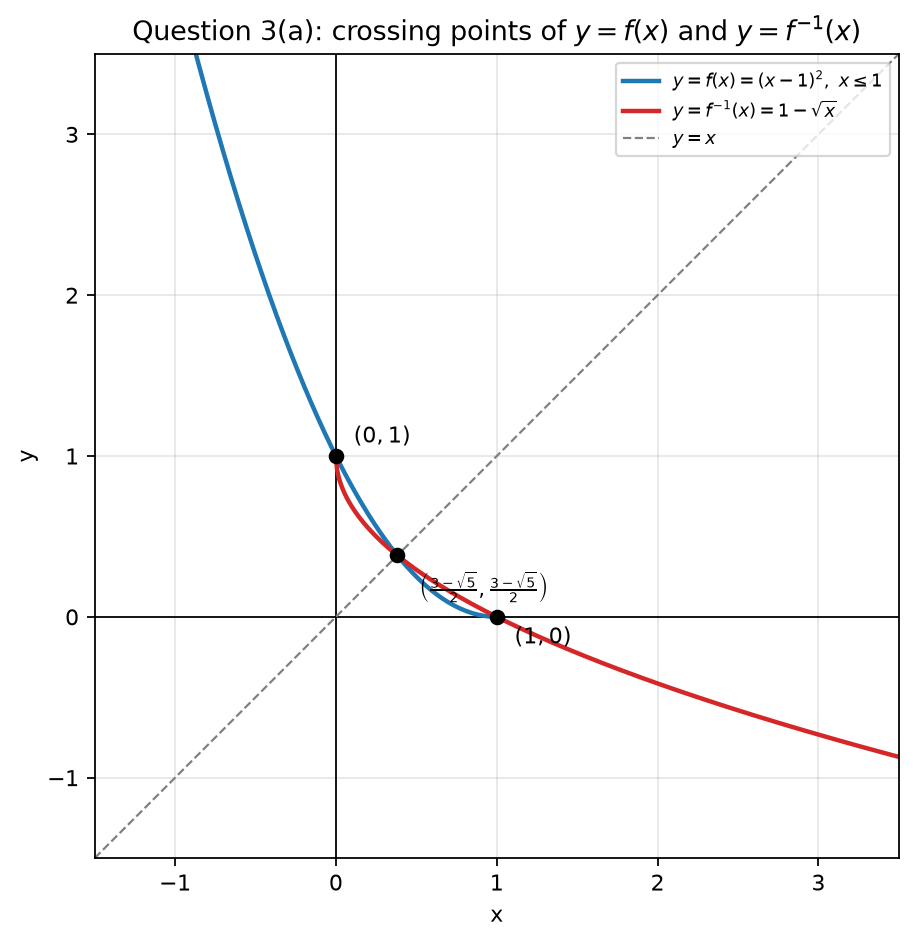 Question 3(a): crossing points of y = f(x) and y = f⁻¹(x)
y = f(x) = (x − 1)², x ≤ 1
y = f⁻¹(x) = 1 − √x
y = x
3
2
1
0
−1
y
(0, 1)
((3−√5)/2, (3−√5)/2)
(1, 0)
−1
0
1
2
3
x